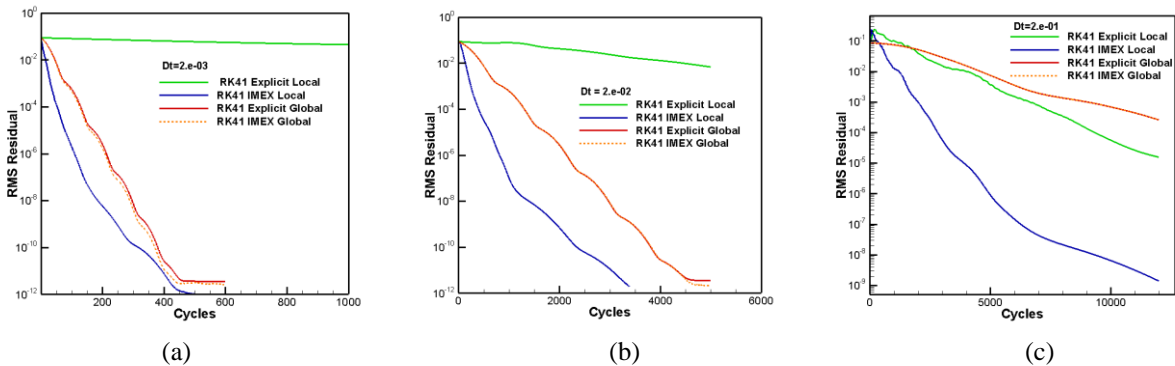 10^0
10^-2
10^-4
10^-6
10^-8
10^-10
10^-12
RMS Residual
Dt=2.e-03
RK41 Explicit Local
RK41 IMEX Local
RK41 Explicit Global
RK41 IMEX Global
200 400 600 800 1000
Cycles
(a)
10^0
10^-2
10^-4
10^-6
10^-8
10^-10
10^-12
RMS Residual
Dt = 2.e-02
RK41 Explicit Local
RK41 IMEX Local
RK41 Explicit Global
RK41 IMEX Global
0 2000 4000 6000
Cycles
(b)
10^-1
10^-2
10^-3
10^-4
10^-5
10^-6
10^-7
10^-8
10^-9
RMS Residual
Dt=2.e-01
RK41 Explicit Local
RK41 IMEX Local
RK41 Explicit Global
RK41 IMEX Global
0 5000 10000
Cycles
(c)